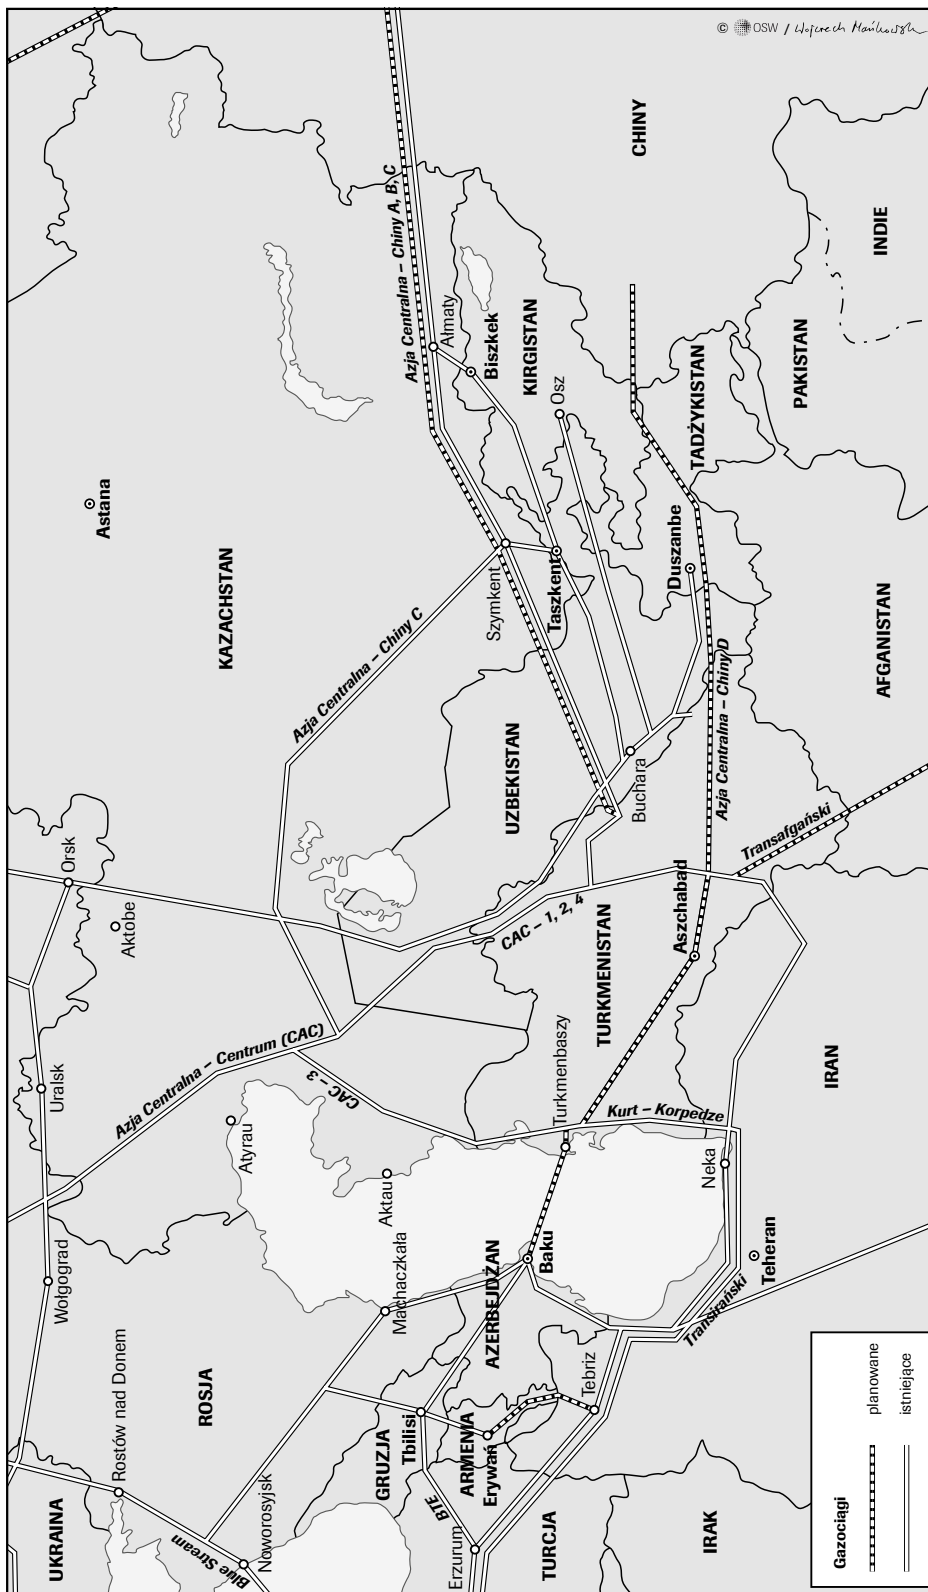 © OSW / Wojciech Mańkowski
UKRAINA
Rostów nad Donem
Wołgograd
Uralsk
Orsk
Aktobe
Astana
ROSJA
Blue Stream
Noworosyjsk
Machaczkała
Aktau
Atyrau
Azja Centralna – Centrum (CAC)
CAC – 3
KAZACHSTAN
Azja Centralna – Chiny C
Azja Centralna – Chiny A, B, C
Ałmaty
Biszkek
KIRGISTAN
Osz
CHINY
Szymkent
Taszkent
UZBEKISTAN
Buchara
Duszanbe
TADŻYKISTAN
PAKISTAN
INDIE
AFGANISTAN
Azja Centralna – Chiny D
Transafgański
CAC – 1, 2, 4
TURKMENISTAN
Aszchabad
Turkmenbaszy
Kurt – Korpedze
GRUZJA
Tbilisi
ARMENIA
Erywań
AZERBEJDŻAN
Baku
BTE
Erzurum
TURCJA
Tebriz
Neka
Teheran
Transirański
IRAN
IRAK
Gazociągi
planowane
istniejące